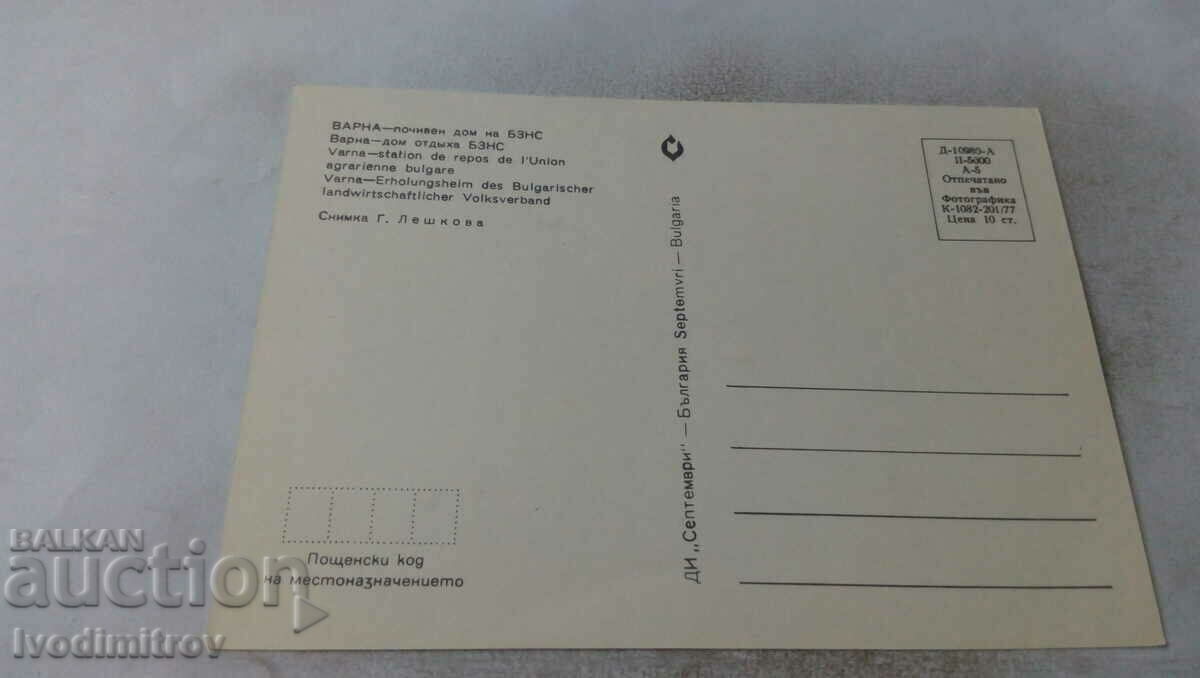 ВАРНА—почивен дом на БЗНС
Варна—дом отдыха БЗНС
Varna—station de repos de l'Union
agrarienne bulgare
Varna—Erholungsheim des Bulgarischer
landwirtschaftlicher Volksverband
Снимка Г. Лешкова
Д-10980-А
II-5000
А-5
Отпечатано
във
Фотографика
К-1082-201/77
Цена 10 ст.
ДИ „Септември" — България Septemvri — Bulgaria
Пощенски код
на местоназначението
BALKAN
auction
Ivodimitrov